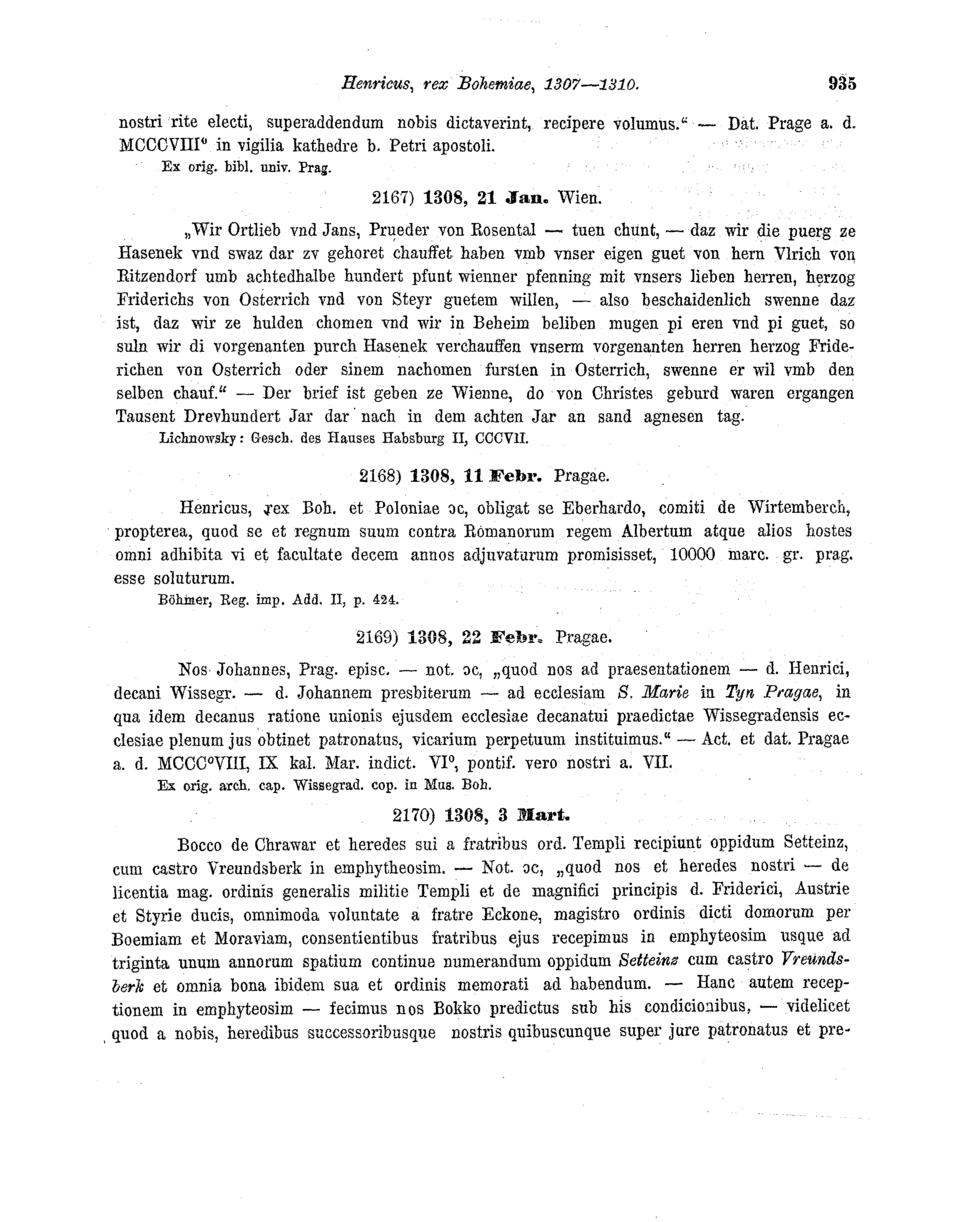 Henricus, rex Bohemiae, 1307—1310. 935
nostri rite electi, superaddendum nobis dictaverint, recipere volumus.“ — Dat. Prage a. d.
MCCCVIII⁰ in vigilia kathedre b. Petri apostoli.
Ex orig. bibl. univ. Prag.
2167) 1308, 21 Jan. Wien.
„Wir Ortlieb vnd Jans, Prueder von Rosental — tuen chunt, — daz wir die puerg ze
Hasenek vnd swaz dar zv gehoret chauffet haben vmb vnser eigen guet von hern Vlrich von
Ritzendorf umb achtedhalbe hundert pfunt wienner pfenning mit vnsers lieben herren, herzog
Friderichs von Osterrich vnd von Steyr guetem willen, — also beschaidenlich swenne daz
ist, daz wir ze hulden chomen vnd wir in Beheim beliben mugen pi eren vnd pi guet, so
suln wir di vorgenanten purch Hasenek verchauffen vnserm vorgenanten herren herzog Fride-
richen von Osterrich oder sinem nachomen fursten in Osterrich, swenne er wil vmb den
selben chauf.“ — Der brief ist geben ze Wienne, do von Christes geburd waren ergangen
Tausent Drevhundert Jar dar nach in dem achten Jar an sand agnesen tag.
Lichnowsky: Gesch. des Hauses Habsburg II, CCCVII.
2168) 1308, 11 Febr. Pragae.
Henricus, rex Boh. et Poloniae ɔc, obligat se Eberhardo, comiti de Wirtemberch,
propterea, quod se et regnum suum contra Romanorum regem Albertum atque alios hostes
omni adhibita vi et facultate decem annos adjuvaturum promisisset, 10000 marc. gr. prag.
esse soluturum.
Böhmer, Reg. imp. Add. II, p. 424.
2169) 1308, 22 Febr. Pragae.
Nos Johannes, Prag. episc. — not. ɔc, „quod nos ad praesentationem — d. Henrici,
decani Wissegr. — d. Johannem presbiterum — ad ecclesiam S. Marie in Tyn Pragae, in
qua idem decanus ratione unionis ejusdem ecclesiae decanatui praedictae Wissegradensis ec-
clesiae plenum jus obtinet patronatus, vicarium perpetuum instituimus.“ — Act. et dat. Pragae
a. d. MCCC⁰VIII, IX kal. Mar. indict. VI⁰, pontif. vero nostri a. VII.
Ex orig. arch. cap. Wissegrad. cop. in Mus. Boh.
2170) 1308, 3 Mart.
Bocco de Chrawar et heredes sui a fratribus ord. Templi recipiunt oppidum Setteinz,
cum castro Vreundsberk in emphytheosim. — Not. ɔc, „quod nos et heredes nostri — de
licentia mag. ordinis generalis militie Templi et de magnifici principis d. Friderici, Austrie
et Styrie ducis, omnimoda voluntate a fratre Eckone, magistro ordinis dicti domorum per
Boemiam et Moraviam, consentientibus fratribus ejus recepimus in emphyteosim usque ad
triginta unum annorum spatium continue numerandum oppidum Setteinz cum castro Vreunds-
berk et omnia bona ibidem sua et ordinis memorati ad habendum. — Hanc autem recep-
tionem in emphyteosim — fecimus nos Bokko predictus sub his condicionibus, — videlicet
quod a nobis, heredibus successoribusque nostris quibuscunque super jure patronatus et pre-